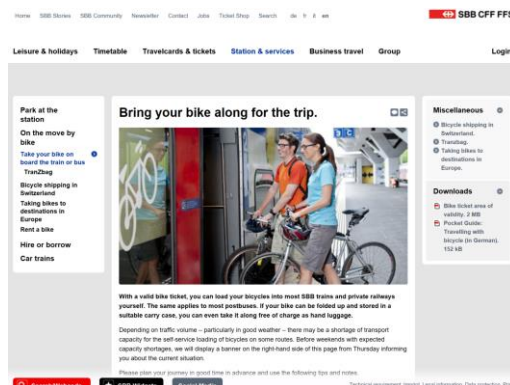 Home SBB Stories SBB Community Newsletter Contact Jobs Ticket Shop Search de fr it en
SBB CFF FFS
Leisure & holidays Timetable Travelcards & tickets Station & services Business travel Group Login
Park at the
station
On the move by
bike
Take your bike on
board the train or bus
TranZbag
Bicycle shipping in
Switzerland
Taking bikes to
destinations in
Europe
Rent a bike
Hire or borrow
Car trains
Bring your bike along for the trip.
With a valid bike ticket, you can load your bicycles into most SBB trains and private railways
yourself. The same applies to most postbuses. If your bike can be folded up and stored in a
suitable carry case, you can even take it along free of charge as hand luggage.
Depending on traffic volume – particularly in good weather – there may be a shortage of transport
capacity for the self-service loading of bicycles on some routes. Before weekends with expected
capacity shortages, we will display a banner on the right-hand side of this page from Thursday informing
you about the current situation.
Please plan your journey in good time in advance and use the following tips and notes.
Miscellaneous
Bicycle shipping in
Switzerland.
Tranzbag.
Taking bikes to
destinations in
Europe.
Downloads
Bike ticket area of
validity. 2 MB
Pocket Guide:
Travelling with
bicycle (in German).
152 kB